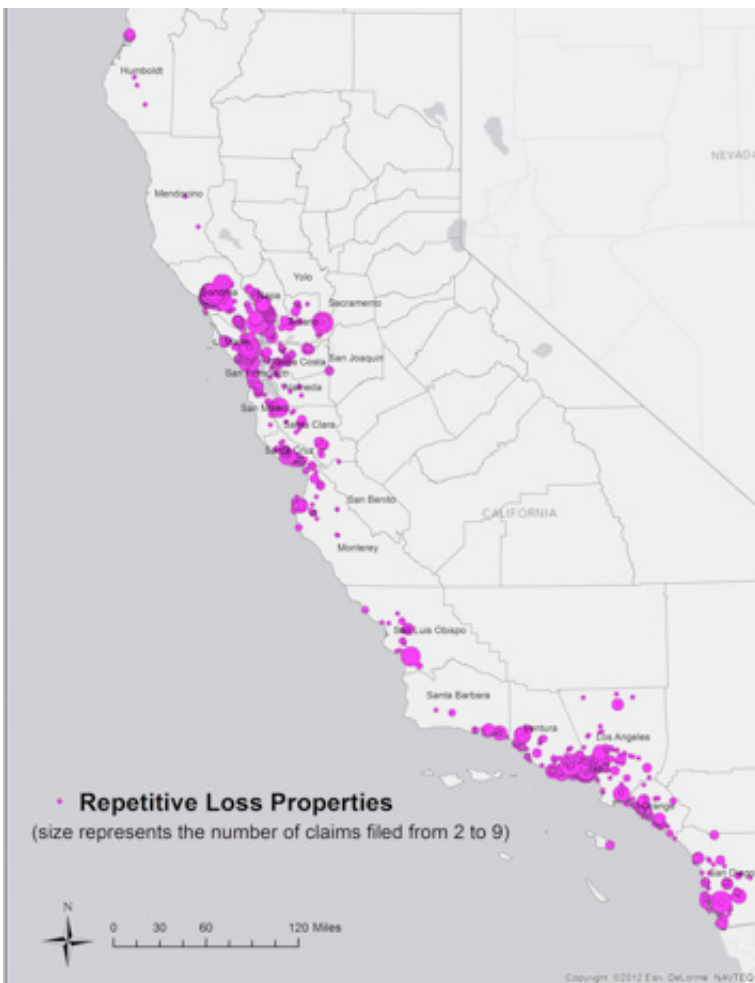 Humboldt
NEVADA
Mendocino
Yolo
Sonoma
Napa
Sacramento
Solano
Marin
Contra Costa
San Joaquin
San Francisco
Alameda
San Mateo
Santa Clara
Santa Cruz
San Benito
CALIFORNIA
Monterey
San Luis Obispo
Santa Barbara
Ventura
Los Angeles
Orange
Repetitive Loss Properties
(size represents the number of claims filed from 2 to 9)
San Diego
N
0 30 60 120 Miles
Copyright ©2012 Esri, DeLorme, NAVTEQ